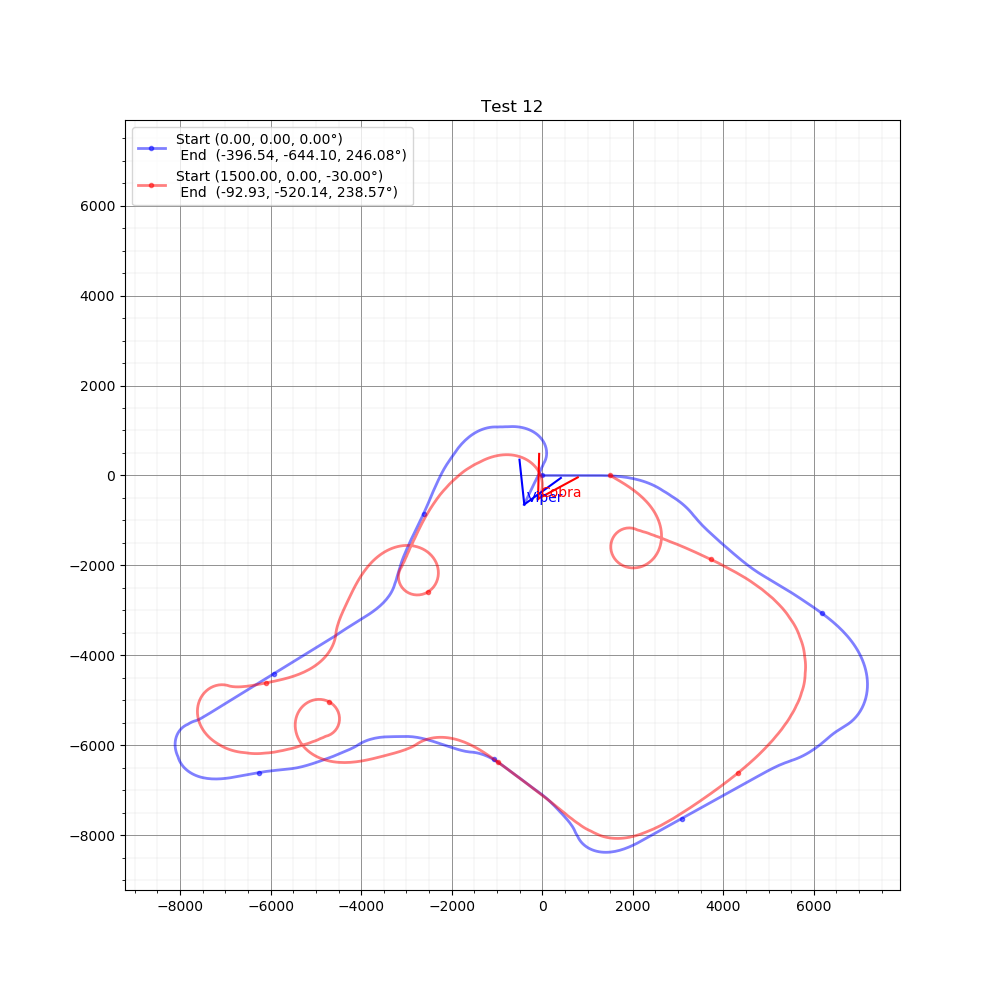 Test 12
Start (0.00, 0.00, 0.00°)
End (-396.54, -644.10, 246.08°)
Start (1500.00, 0.00, -30.00°)
End (-92.93, -520.14, 238.57°)
6000
4000
2000
0
−2000
−4000
−6000
−8000
Viper
Cobra
−8000 −6000 −4000 −2000 0 2000 4000 6000